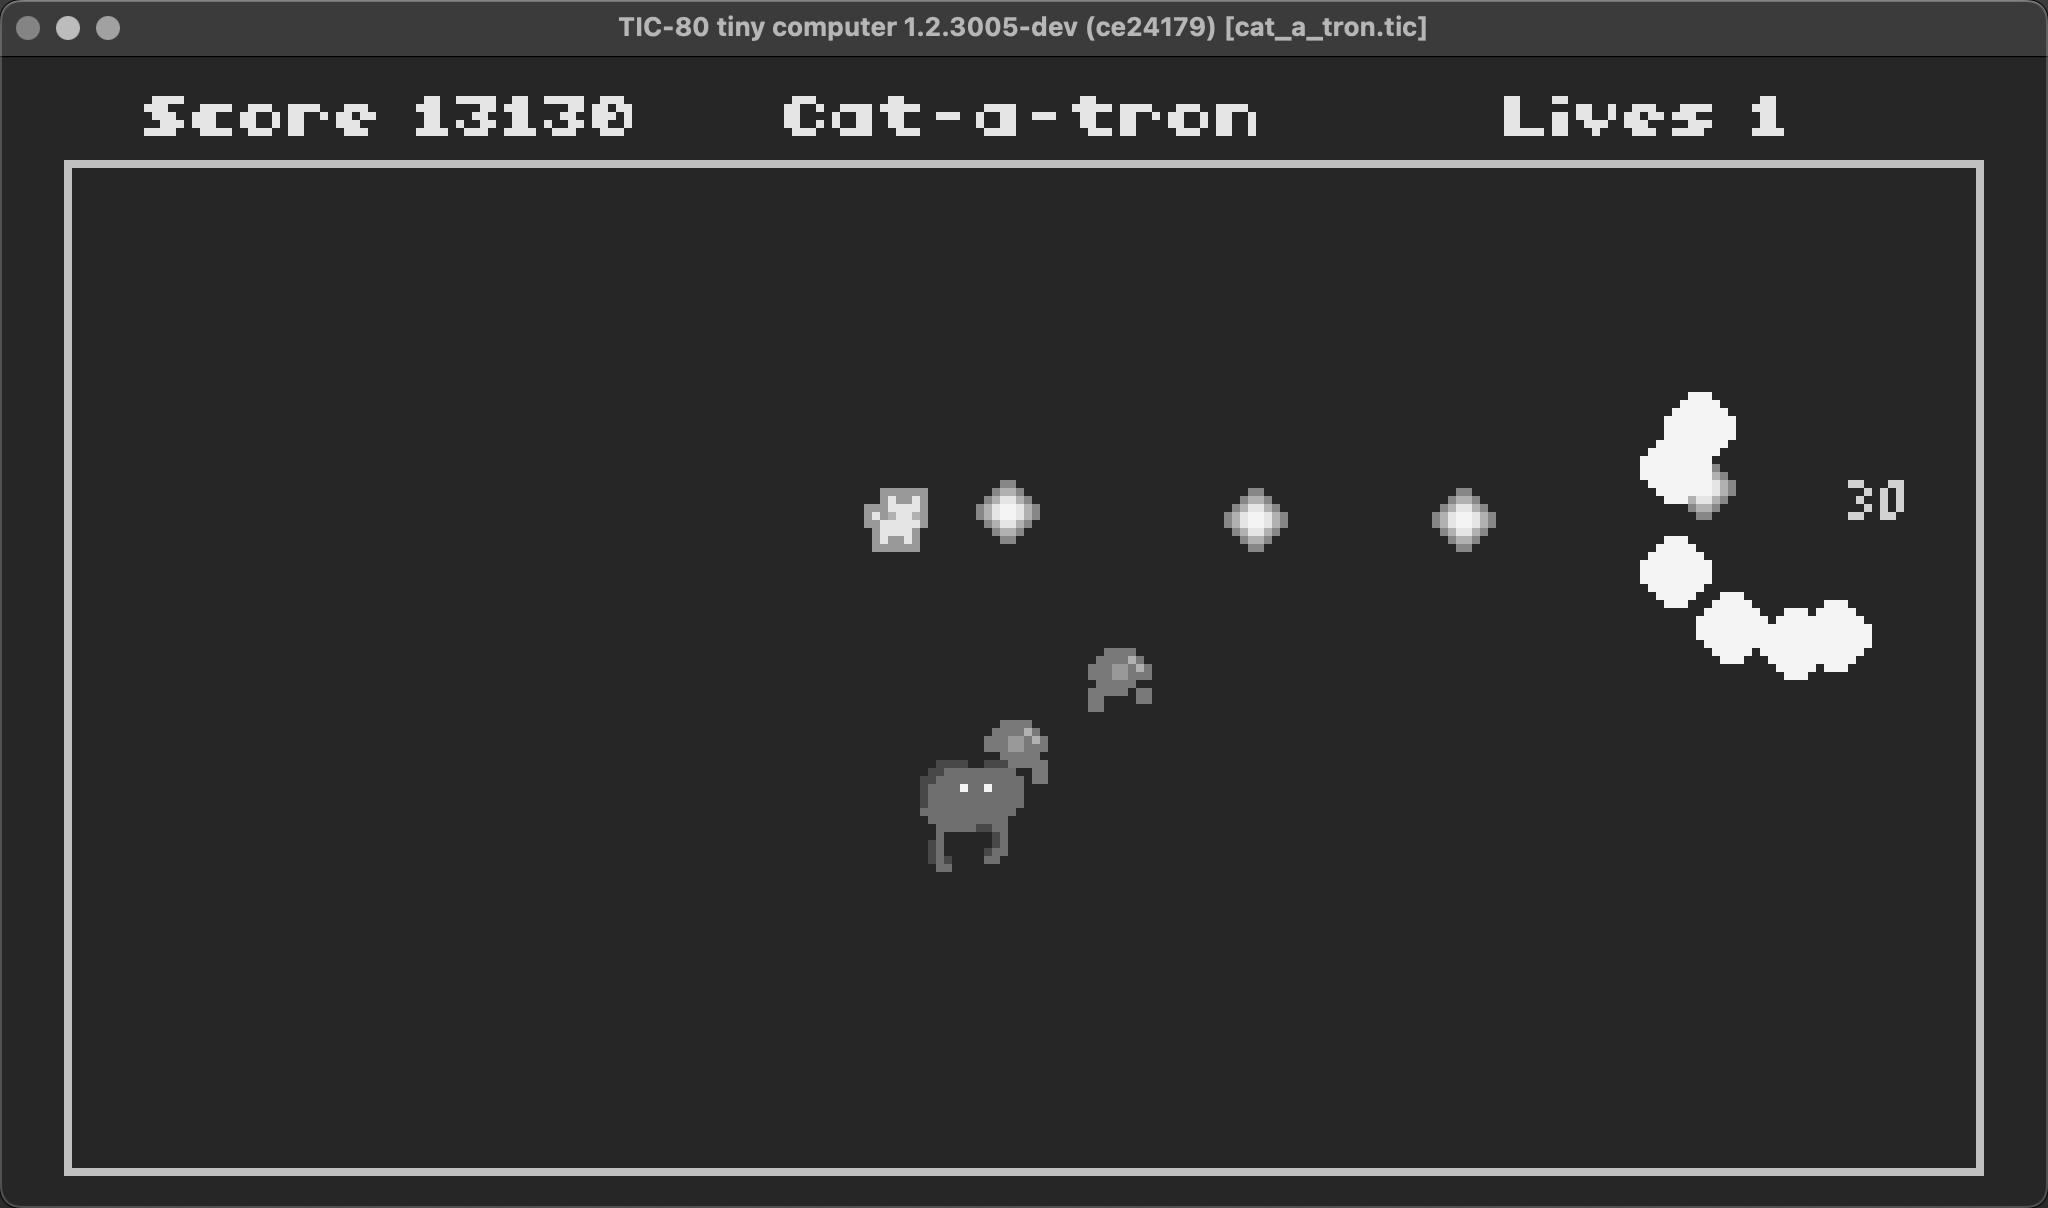 TIC-80 tiny computer 1.2.3005-dev (ce24179) [cat_a_tron.tic]
Score 13130 Cat-a-tron Lives 1
30